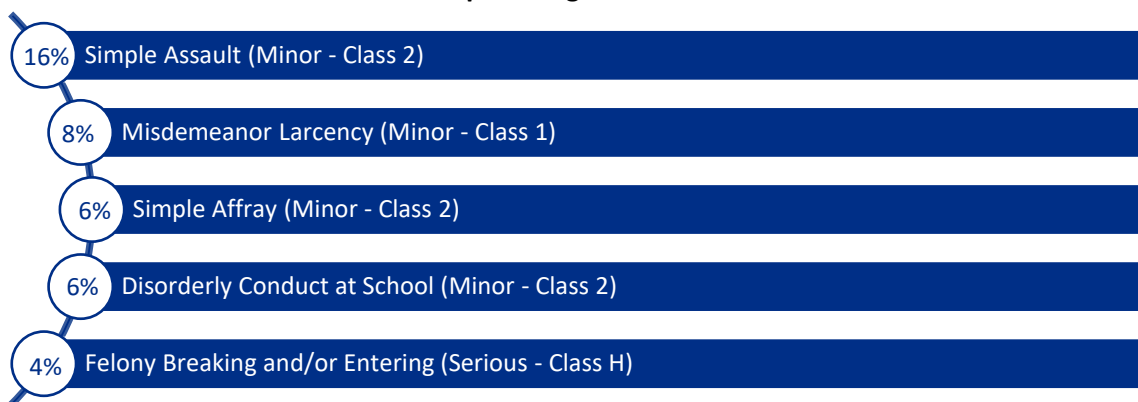 16% Simple Assault (Minor - Class 2)
8% Misdemeanor Larcency (Minor - Class 1)
6% Simple Affray (Minor - Class 2)
6% Disorderly Conduct at School (Minor - Class 2)
4% Felony Breaking and/or Entering (Serious - Class H)